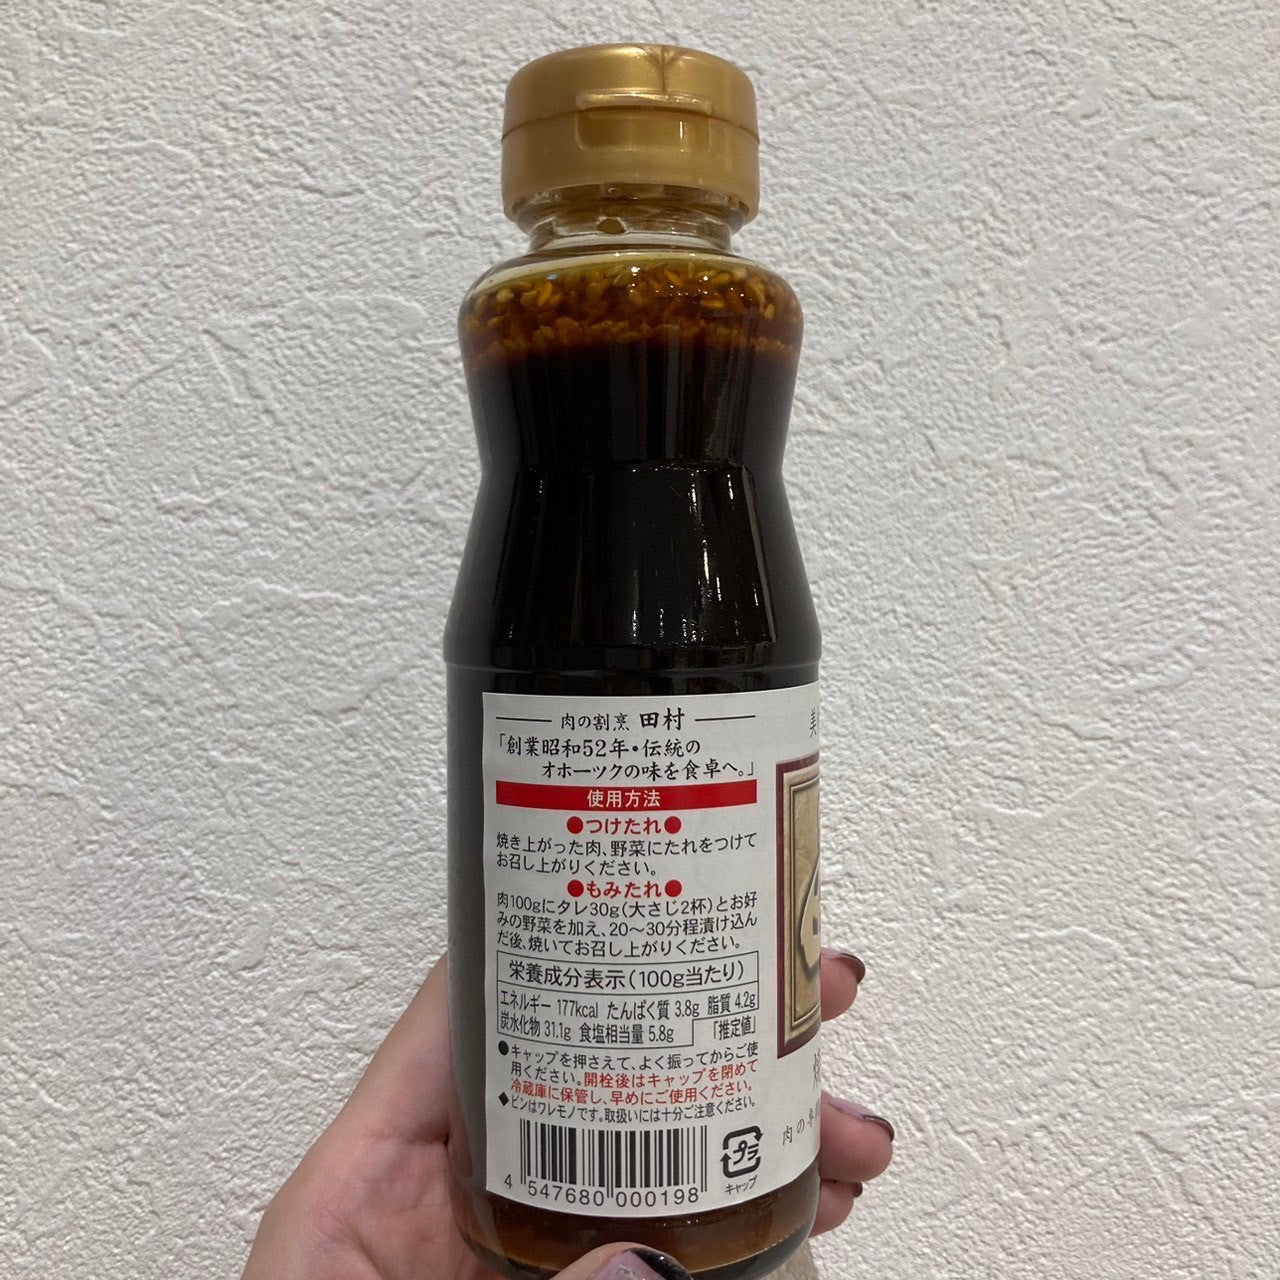 肉の割烹 田村
「創業昭和52年・伝統の
オホーツクの味を食卓へ。」
使用方法
●つけたれ●
焼き上がった肉、野菜にたれをつけて
お召し上がりください。
●もみたれ●
肉100gにタレ30g(大さじ2杯)とお好
みの野菜を加え、20〜30分程漬け込ん
だ後、焼いてお召し上がりください。
栄養成分表示(100g当たり)
エネルギー 177kcal たんぱく質 3.8g 脂質 4.2g
炭水化物 31.1g 食塩相当量 5.8g 「推定値」
●キャップを押さえて、よく振ってからご使
用ください。開栓後はキャップを閉めて
冷蔵庫に保管し、早めにご使用ください。
◆ビンはワレモノです。取扱いには十分ご注意ください。
4 547680 000198
プラ
キャップ
美
肉の